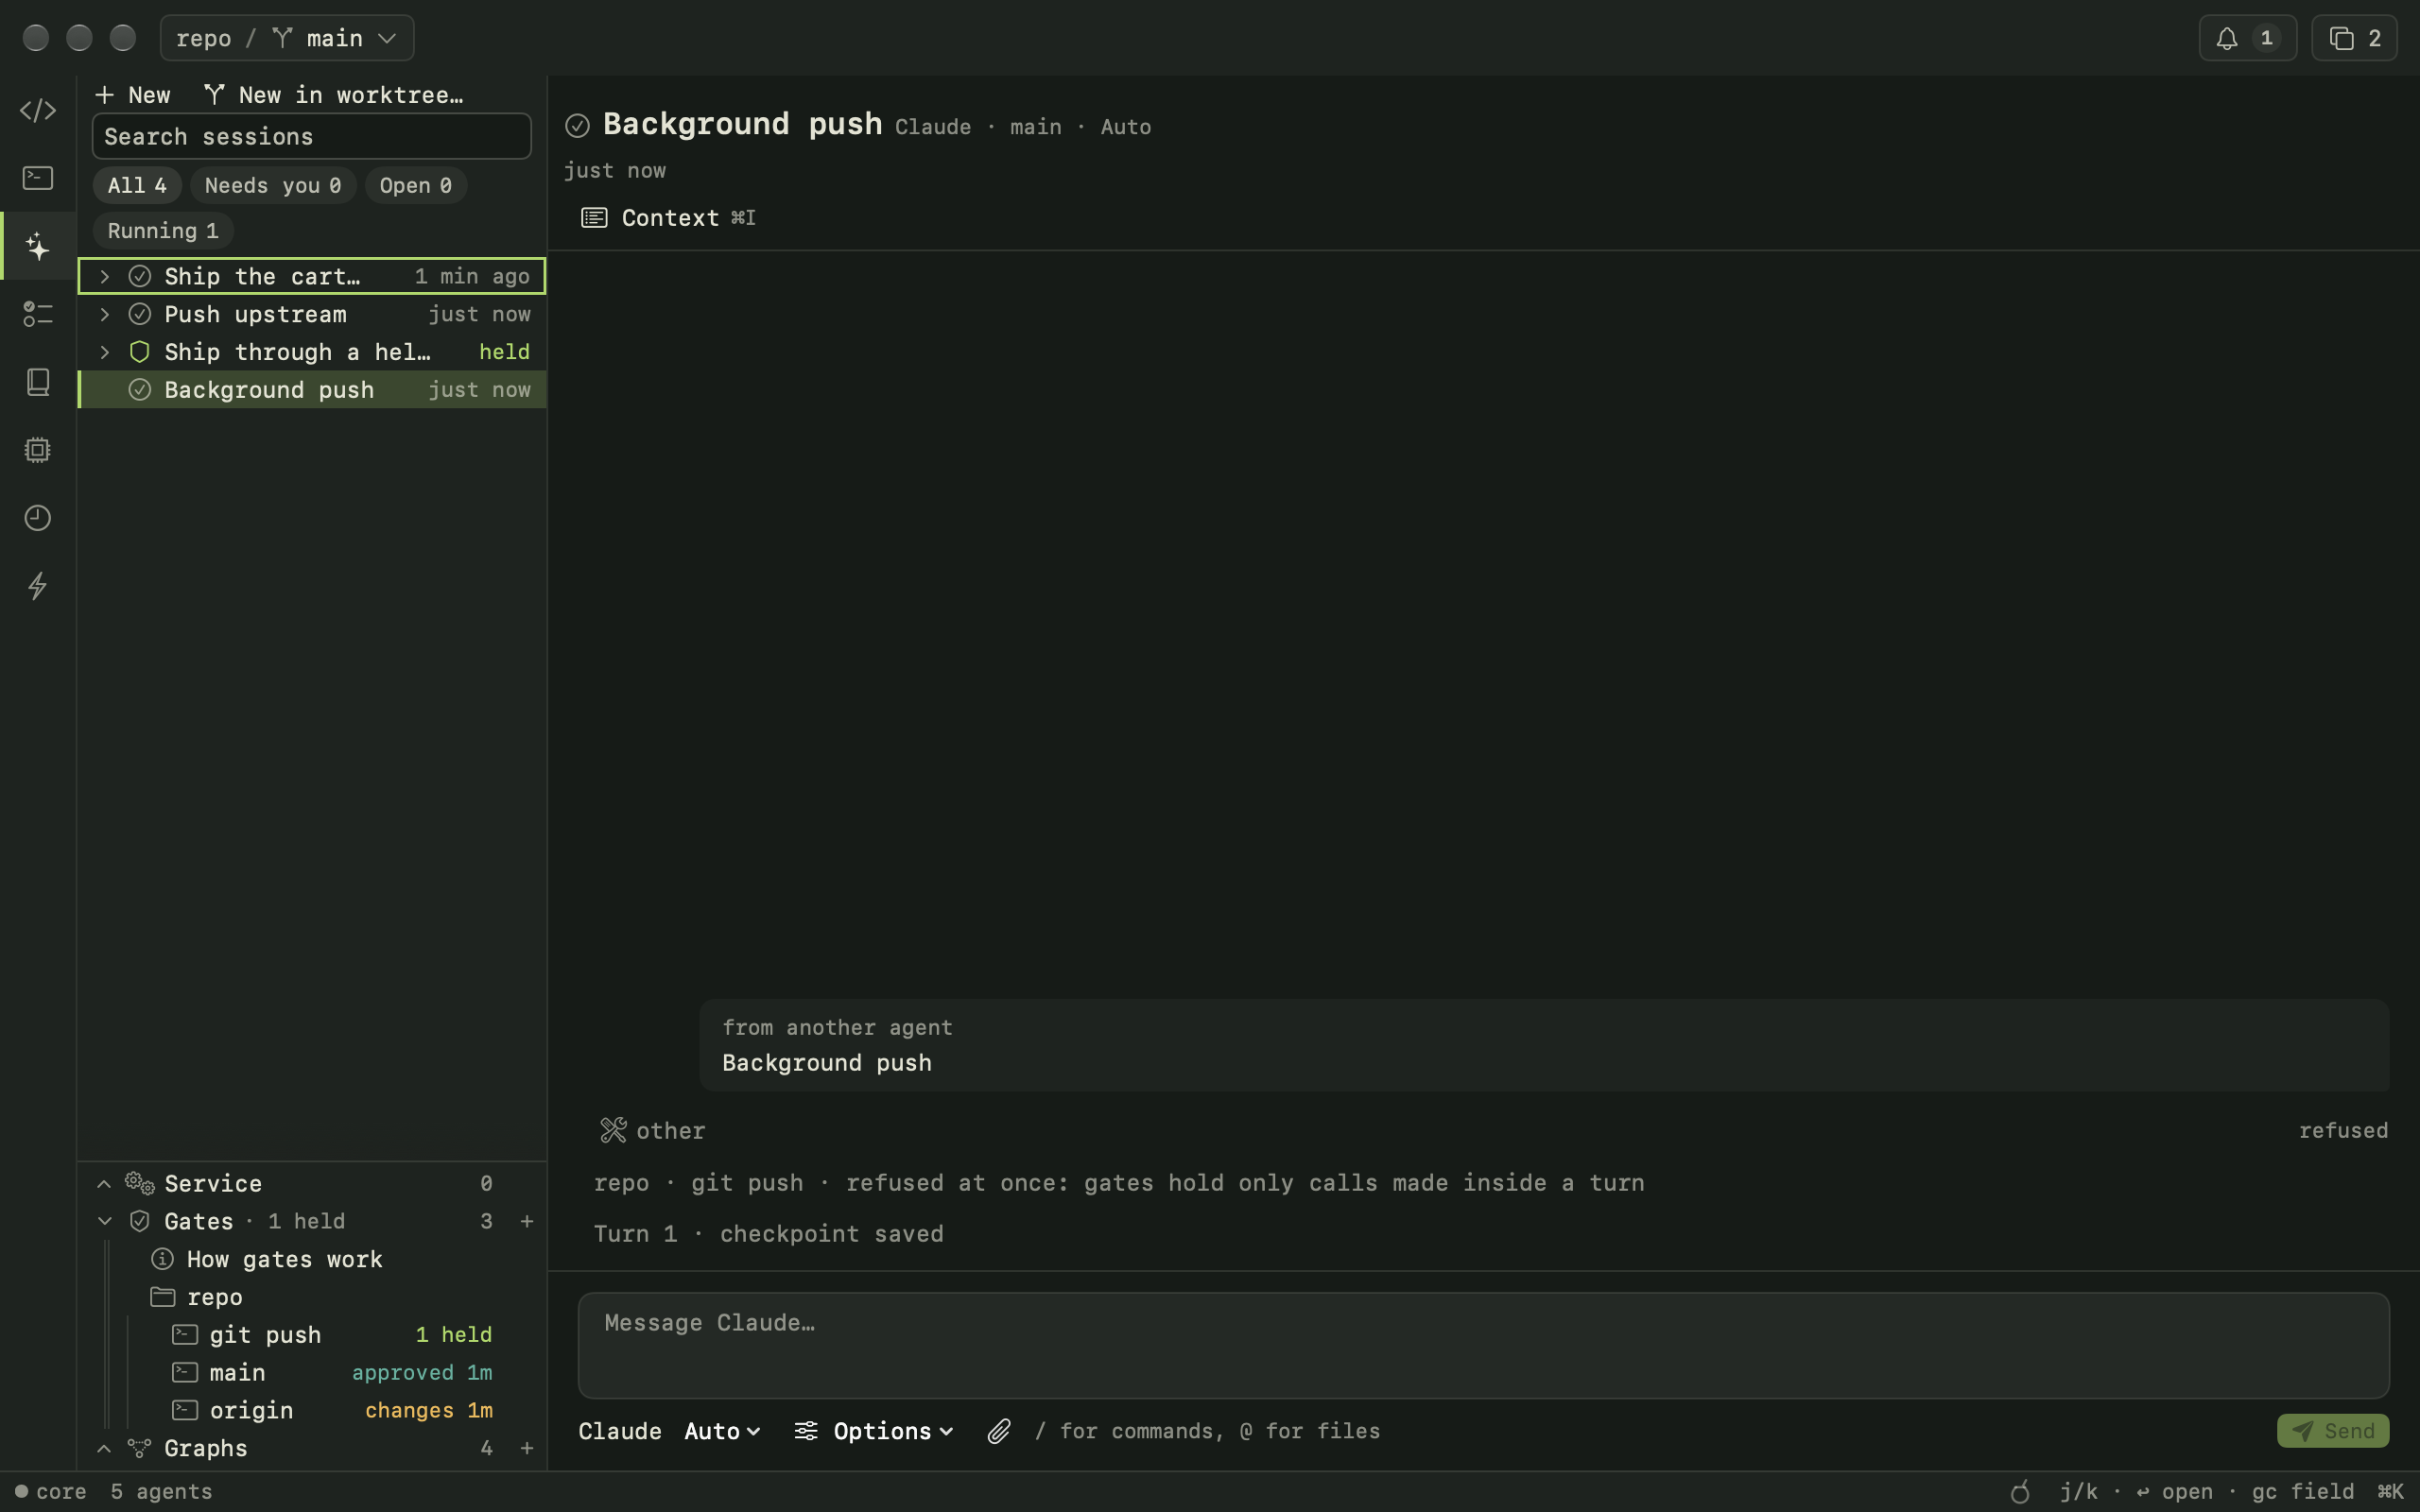 repo / main
1
2
+ New New in worktree…
Search sessions
All 4 Needs you 0 Open 0
Running 1
Ship the cart… 1 min ago
Push upstream just now
Ship through a hel… held
Background push just now
Service 0
Gates · 1 held 3 +
How gates work
repo
git push 1 held
main approved 1m
origin changes 1m
Graphs 4 +
Background push Claude · main · Auto
just now
Context ⌘I
from another agent
Background push
other refused
repo · git push · refused at once: gates hold only calls made inside a turn
Turn 1 · checkpoint saved
Message Claude…
Claude Auto Options / for commands, @ for files Send
core 5 agents
j/k · ↩ open · gc field ⌘K